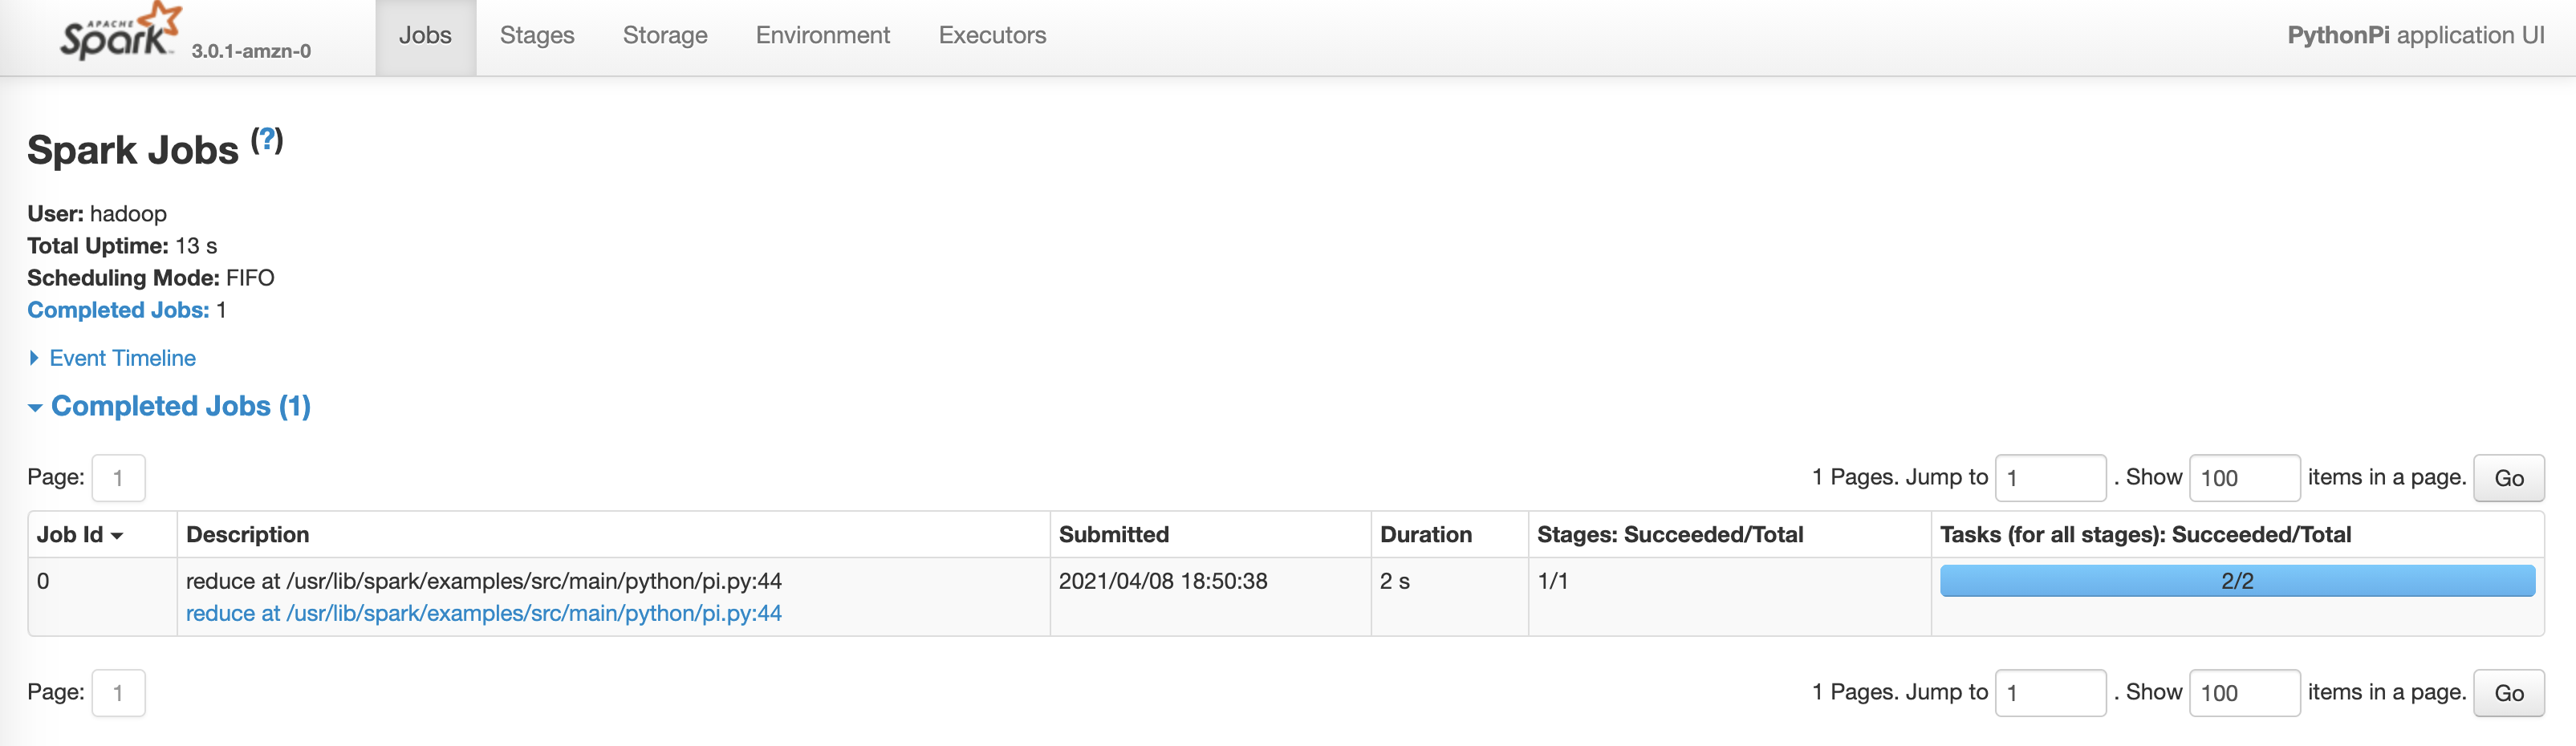 APACHE
Spark 3.0.1-amzn-0 Jobs Stages Storage Environment Executors PythonPi application UI
Spark Jobs (?)
User: hadoop
Total Uptime: 13 s
Scheduling Mode: FIFO
Completed Jobs: 1
Event Timeline
Completed Jobs (1)
Page: 1 1 Pages. Jump to 1 . Show 100 items in a page. Go
Job Id Description Submitted Duration Stages: Succeeded/Total Tasks (for all stages): Succeeded/Total
0 reduce at /usr/lib/spark/examples/src/main/python/pi.py:44 2021/04/08 18:50:38 2 s 1/1 2/2
reduce at /usr/lib/spark/examples/src/main/python/pi.py:44
Page: 1 1 Pages. Jump to 1 . Show 100 items in a page. Go